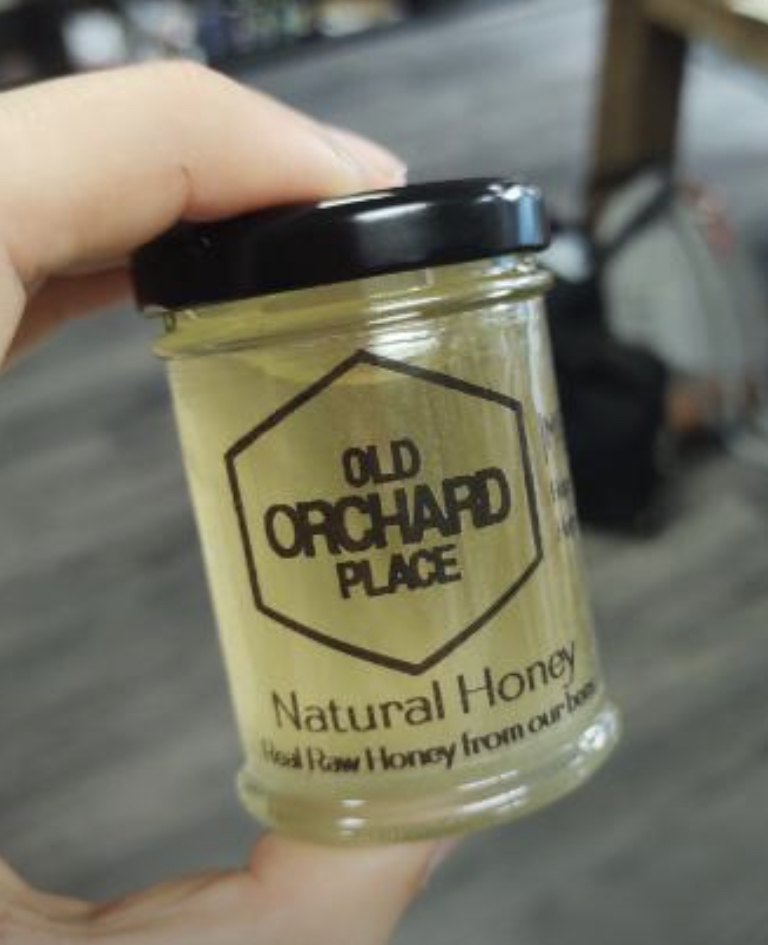 OLD
ORCHARD
PLACE
Natural Honey
Real Raw Honey from our bees